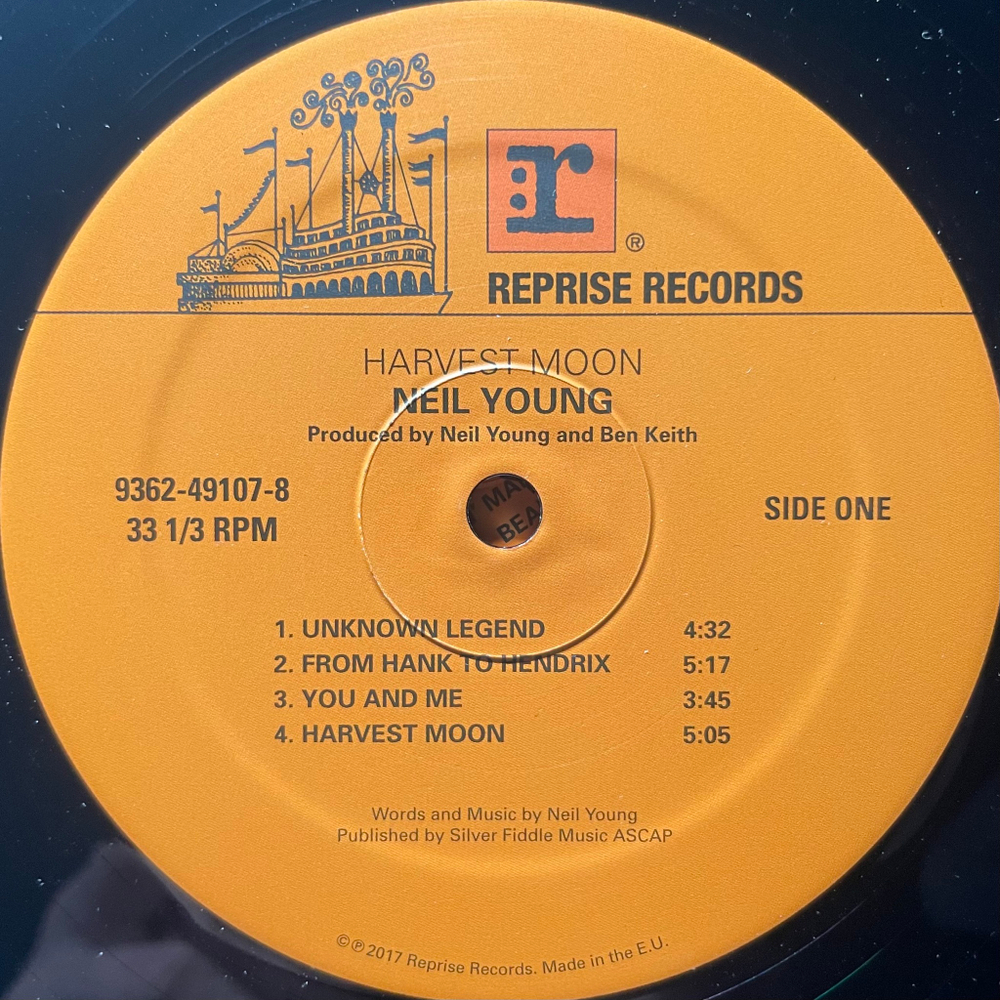 r
®
REPRISE RECORDS
HARVEST MOON
NEIL YOUNG
Produced by Neil Young and Ben Keith
9362-49107-8
33 1/3 RPM
SIDE ONE
1. UNKNOWN LEGEND 4:32
2. FROM HANK TO HENDRIX 5:17
3. YOU AND ME 3:45
4. HARVEST MOON 5:05
Words and Music by Neil Young
Published by Silver Fiddle Music ASCAP
©℗ 2017 Reprise Records. Made in the E.U.